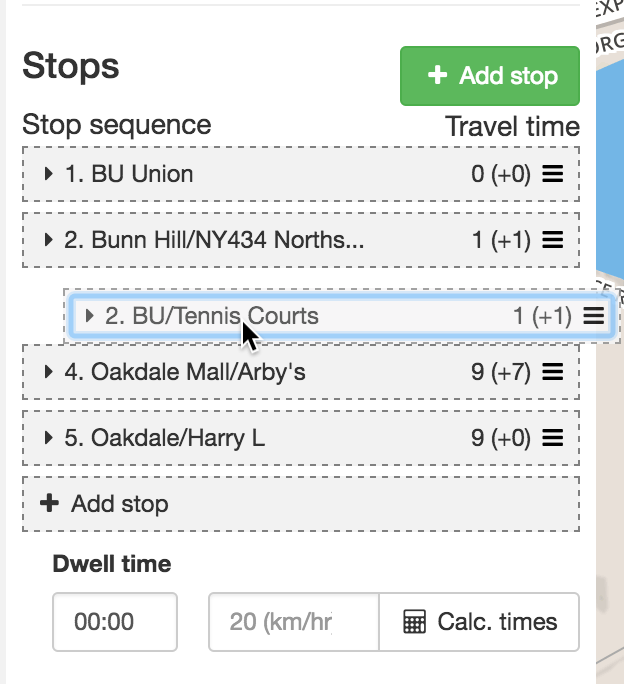 Stops
+ Add stop
Stop sequence Travel time
1. BU Union 0 (+0)
2. Bunn Hill/NY434 Norths... 1 (+1)
2. BU/Tennis Courts 1 (+1)
4. Oakdale Mall/Arby's 9 (+7)
5. Oakdale/Harry L 9 (+0)
+ Add stop
Dwell time
00:00 20 (km/hr Calc. times